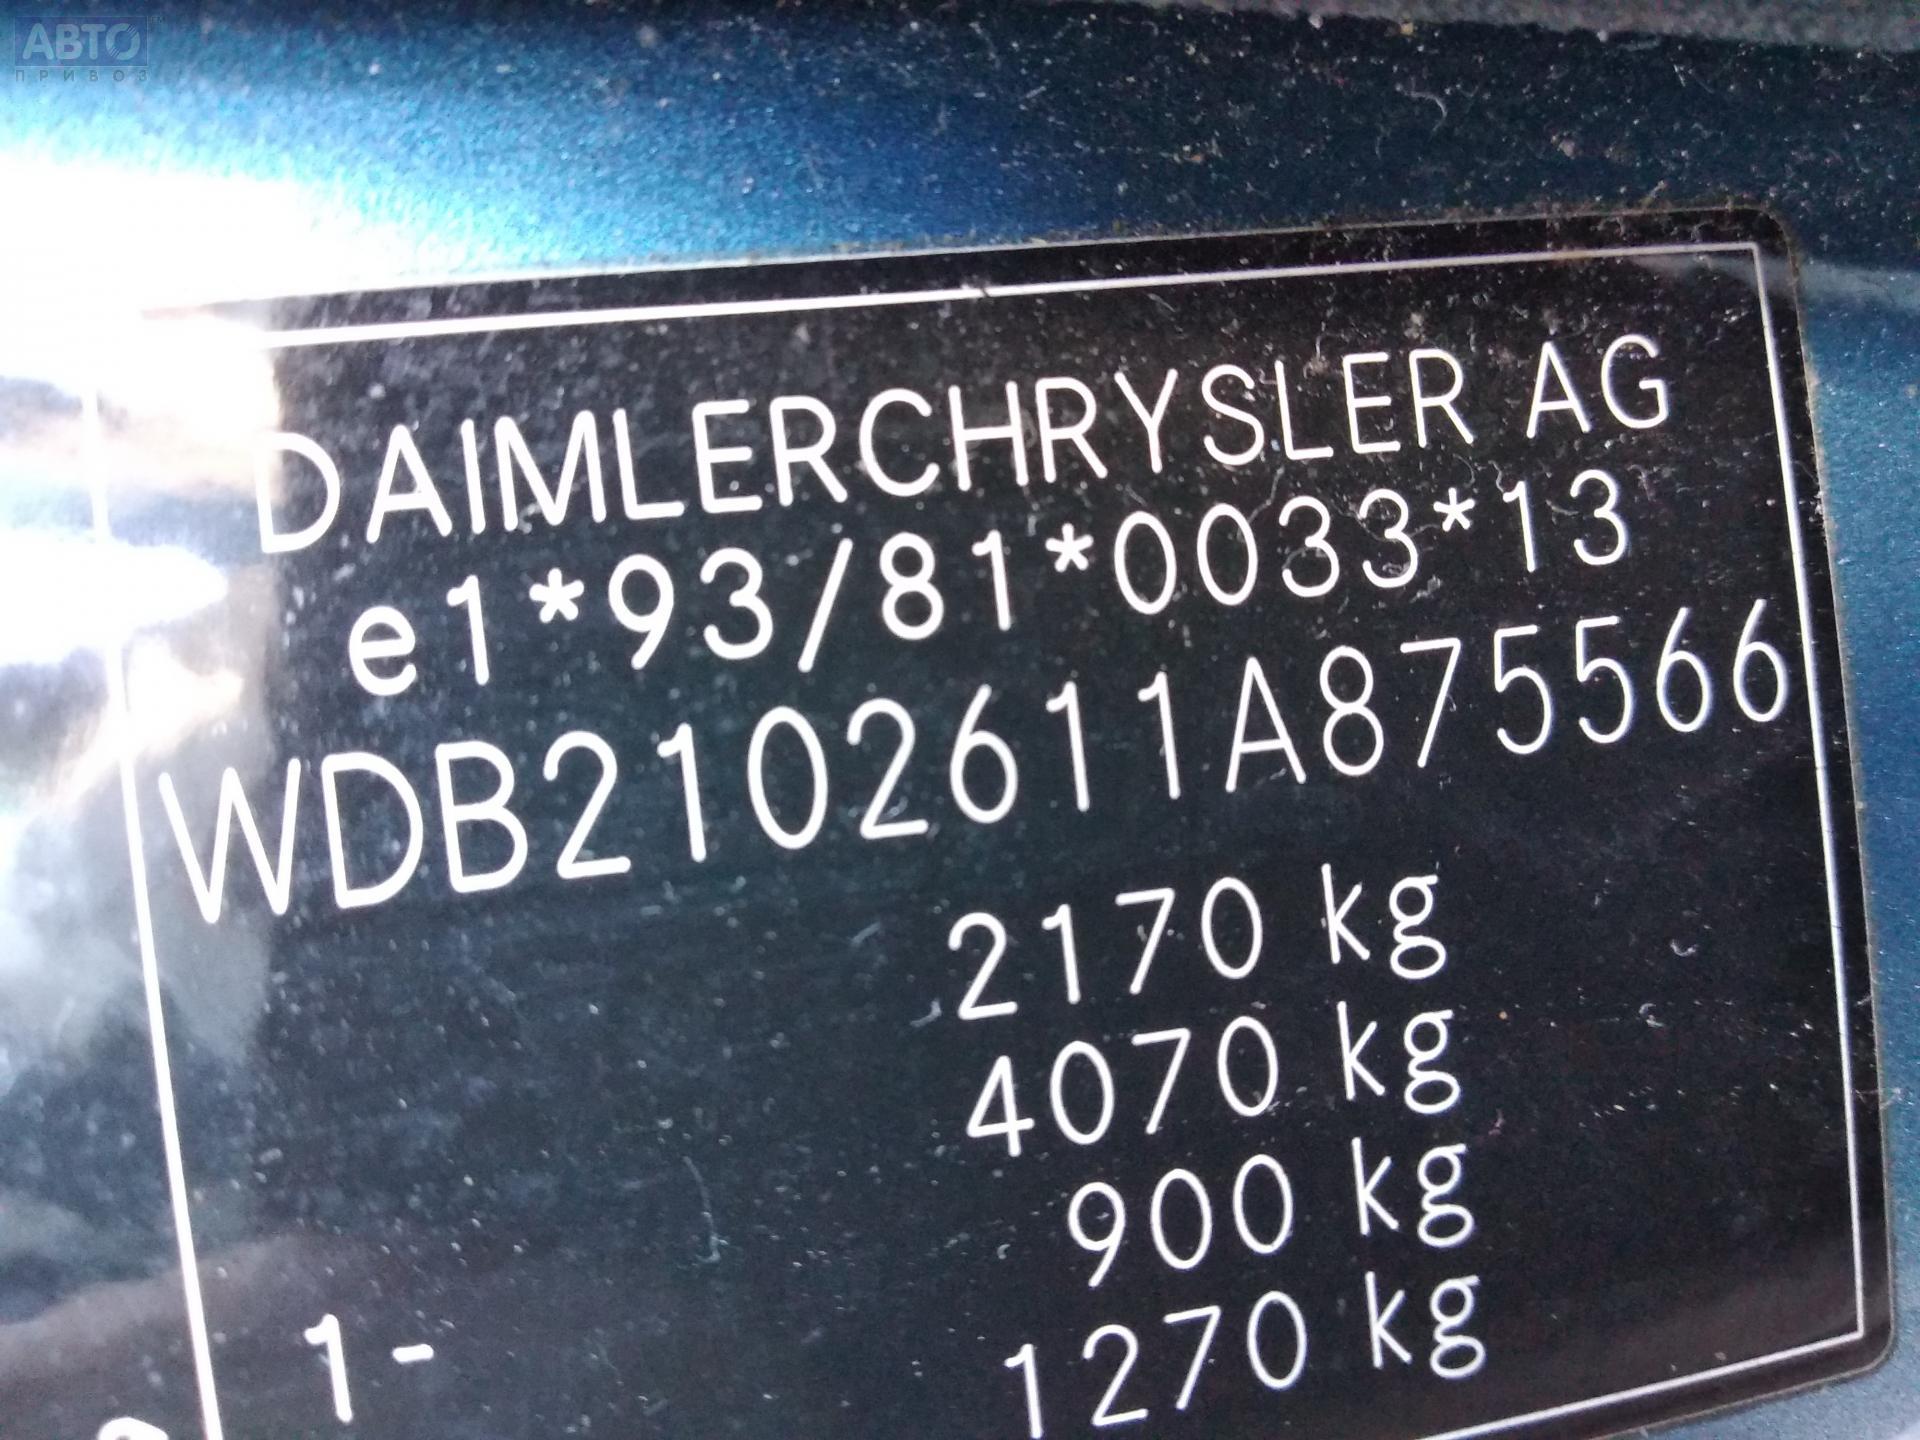 АВТО
ПРИВОЗ
DAIMLERCHRYSLER AG
e1*93/81*0033*13
WDB2102611A875566
2170 kg
4070 kg
900 kg
1- 1270 kg